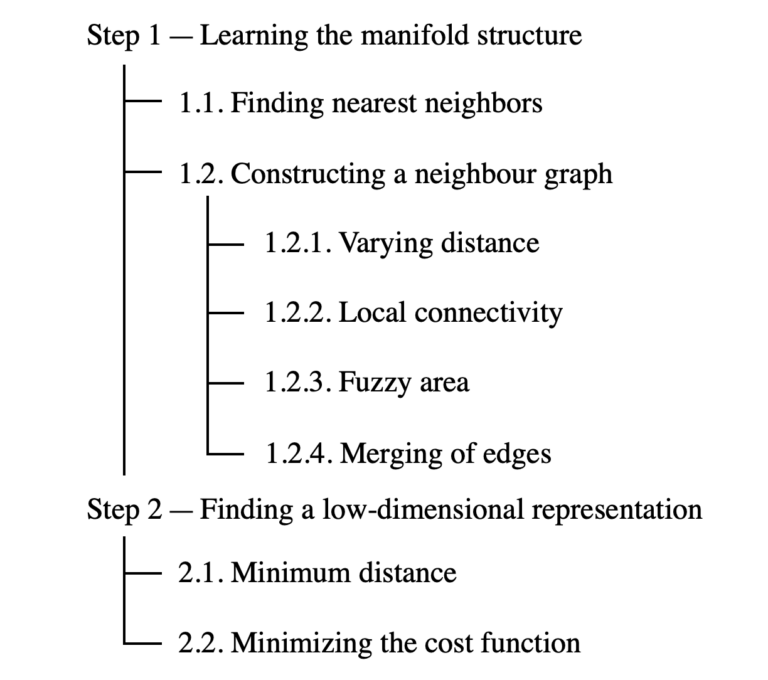 Step 1 — Learning the manifold structure
1.1. Finding nearest neighbors
1.2. Constructing a neighbour graph
1.2.1. Varying distance
1.2.2. Local connectivity
1.2.3. Fuzzy area
1.2.4. Merging of edges
Step 2 — Finding a low-dimensional representation
2.1. Minimum distance
2.2. Minimizing the cost function